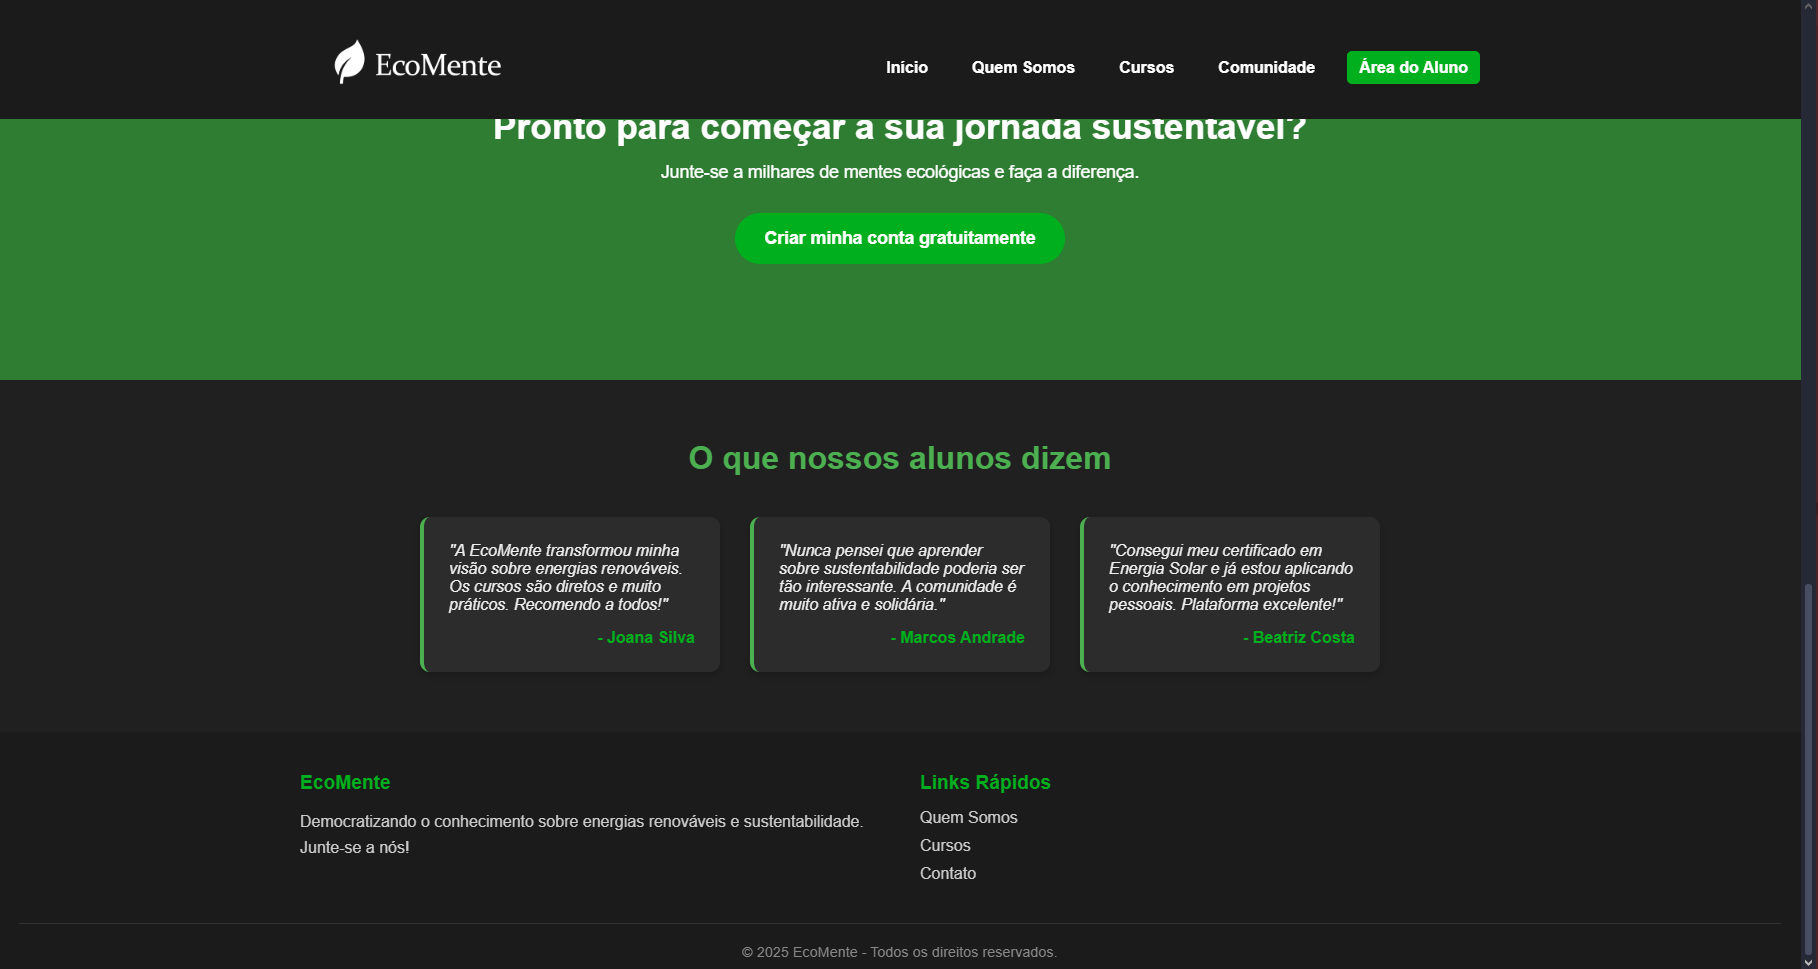 EcoMente
Início
Quem Somos
Cursos
Comunidade
Área do Aluno
Pronto para começar a sua jornada sustentável?
Junte-se a milhares de mentes ecológicas e faça a diferença.
Criar minha conta gratuitamente
O que nossos alunos dizem
"A EcoMente transformou minha
visão sobre energias renováveis.
Os cursos são diretos e muito
práticos. Recomendo a todos!"
- Joana Silva
"Nunca pensei que aprender
sobre sustentabilidade poderia ser
tão interessante. A comunidade é
muito ativa e solidária."
- Marcos Andrade
"Consegui meu certificado em
Energia Solar e já estou aplicando
o conhecimento em projetos
pessoais. Plataforma excelente!"
- Beatriz Costa
EcoMente
Democratizando o conhecimento sobre energias renováveis e sustentabilidade.
Junte-se a nós!
Links Rápidos
Quem Somos
Cursos
Contato
© 2025 EcoMente - Todos os direitos reservados.